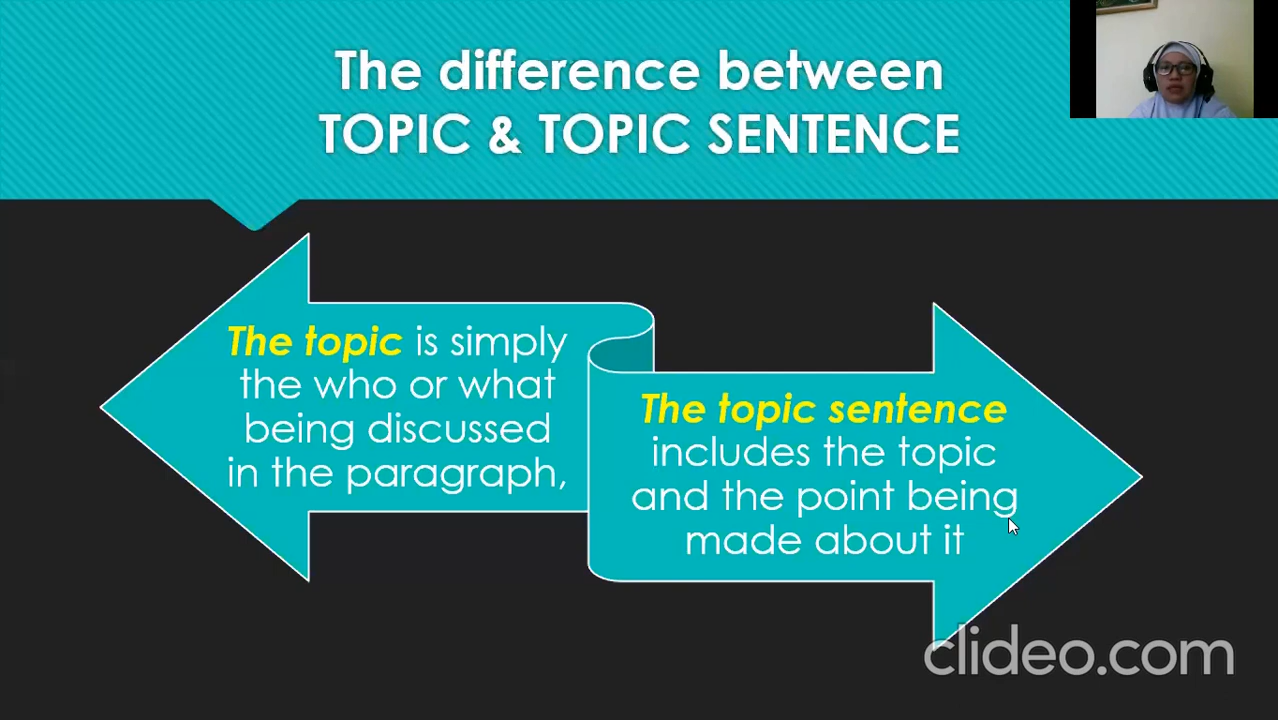 The difference between
TOPIC & TOPIC SENTENCE
The topic is simply
the who or what
being discussed
in the paragraph,
The topic sentence
includes the topic
and the point being
made about it
clideo.com